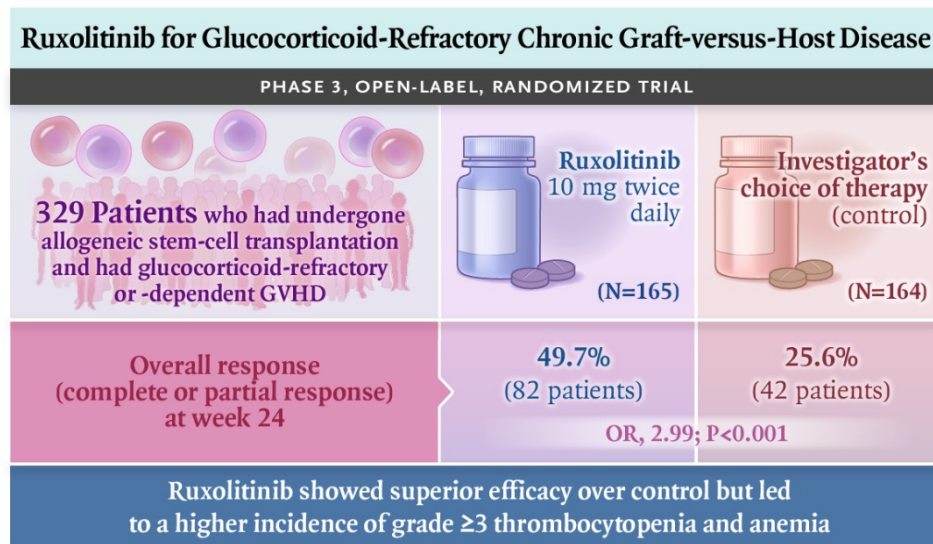 Ruxolitinib for Glucocorticoid-Refractory Chronic Graft-versus-Host Disease
PHASE 3, OPEN-LABEL, RANDOMIZED TRIAL
329 Patients who had undergone
allogeneic stem-cell transplantation
and had glucocorticoid-refractory
or -dependent GVHD
Ruxolitinib
10 mg twice
daily
(N=165)
Investigator’s
choice of therapy
(control)
(N=164)
Overall response
(complete or partial response)
at week 24
49.7%
(82 patients)
25.6%
(42 patients)
OR, 2.99; P<0.001
Ruxolitinib showed superior efficacy over control but led
to a higher incidence of grade ≥3 thrombocytopenia and anemia